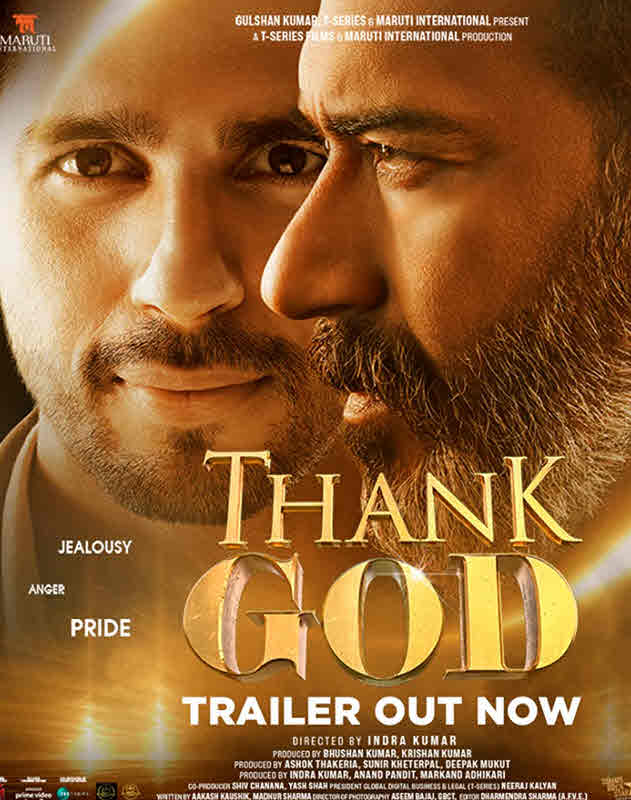 GULSHAN KUMAR, T-SERIES & MARUTI INTERNATIONAL PRESENT
A T-SERIES FILMS & MARUTI INTERNATIONAL PRODUCTION
MARUTI
INTERNATIONAL
THANK
GOD
JEALOUSY
ANGER
PRIDE
TRAILER OUT NOW
DIRECTED BY INDRA KUMAR
PRODUCED BY BHUSHAN KUMAR, KRISHAN KUMAR
PRODUCED BY ASHOK THAKERIA, SUNIR KHETERPAL, DEEPAK MUKUT
PRODUCED BY INDRA KUMAR, ANAND PANDIT, MARKAND ADHIKARI
CO-PRODUCER SHIV CHANANA, YASH SHAH PRESIDENT GLOBAL DIGITAL BUSINESS & LEGAL (T-SERIES) NEERAJ KALYAN
WRITTEN BY AAKASH KAUSHIK, MADHUR SHARMA DIRECTOR OF PHOTOGRAPHY ASEEM BAJAJ, GBCT, EDITOR DHARMENDRA SHARMA (A.F.V.E.)
prime video